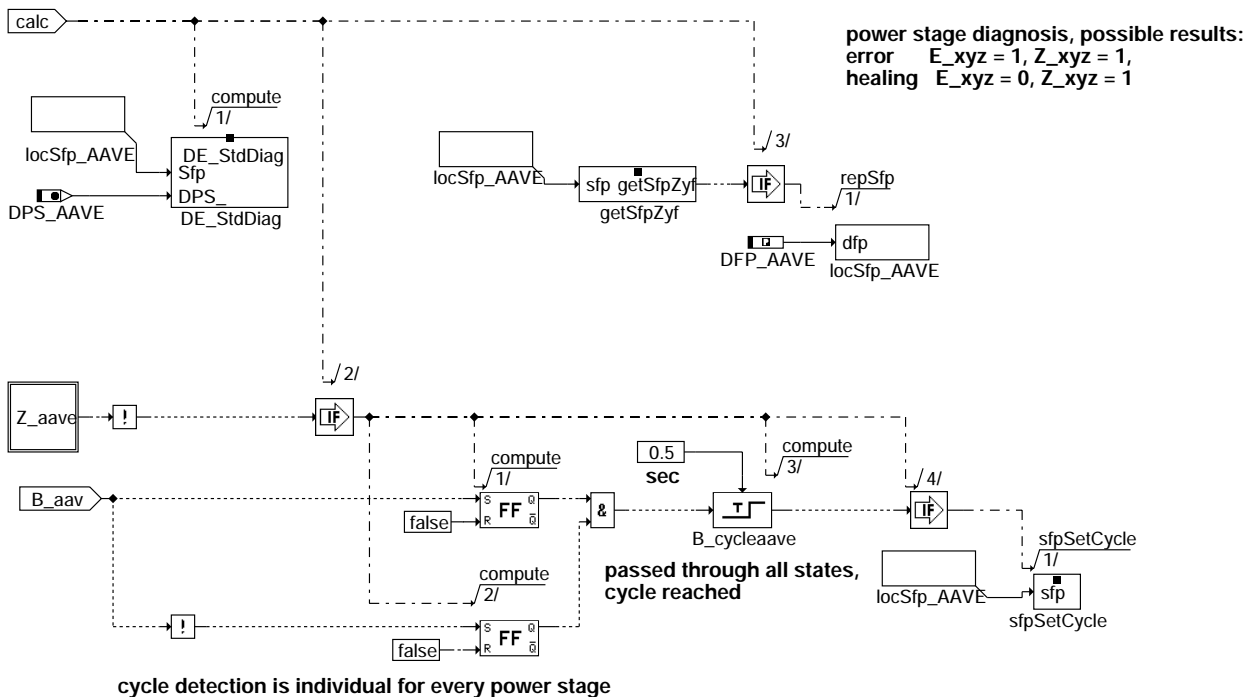 calc
power stage diagnosis, possible results:
error E_xyz = 1, Z_xyz = 1,
healing E_xyz = 0, Z_xyz = 1
compute
1/
locSfp_AAVE
DE_StdDiag
Sfp
DPS_
DPS_AAVE
DE_StdDiag
3/
locSfp_AAVE
sfp getSfpZyf
getSfpZyf
IF
repSfp
1/
dfp
DFP_AAVE
locSfp_AAVE
2/
Z_aave
!
IF
compute
1/
0.5
sec
compute
3/
4/
B_aav
S Q
FF
R Q
false
&
T
B_cycleaave
IF
sfpSetCycle
1/
compute
2/
passed through all states,
cycle reached
locSfp_AAVE
sfp
sfpSetCycle
!
S Q
FF
R Q
false
cycle detection is individual for every power stage